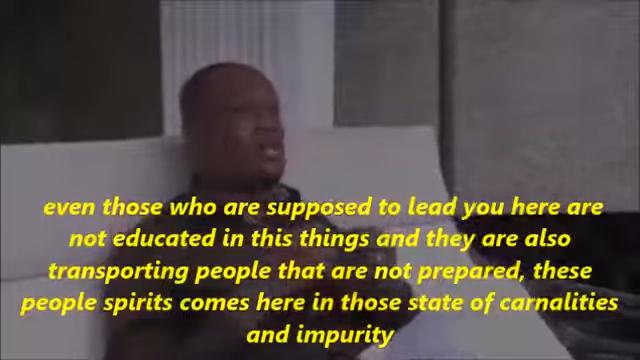 even those who are supposed to lead you here are
not educated in this things and they are also
transporting people that are not prepared, these
people spirits comes here in those state of carnalities
and impurity